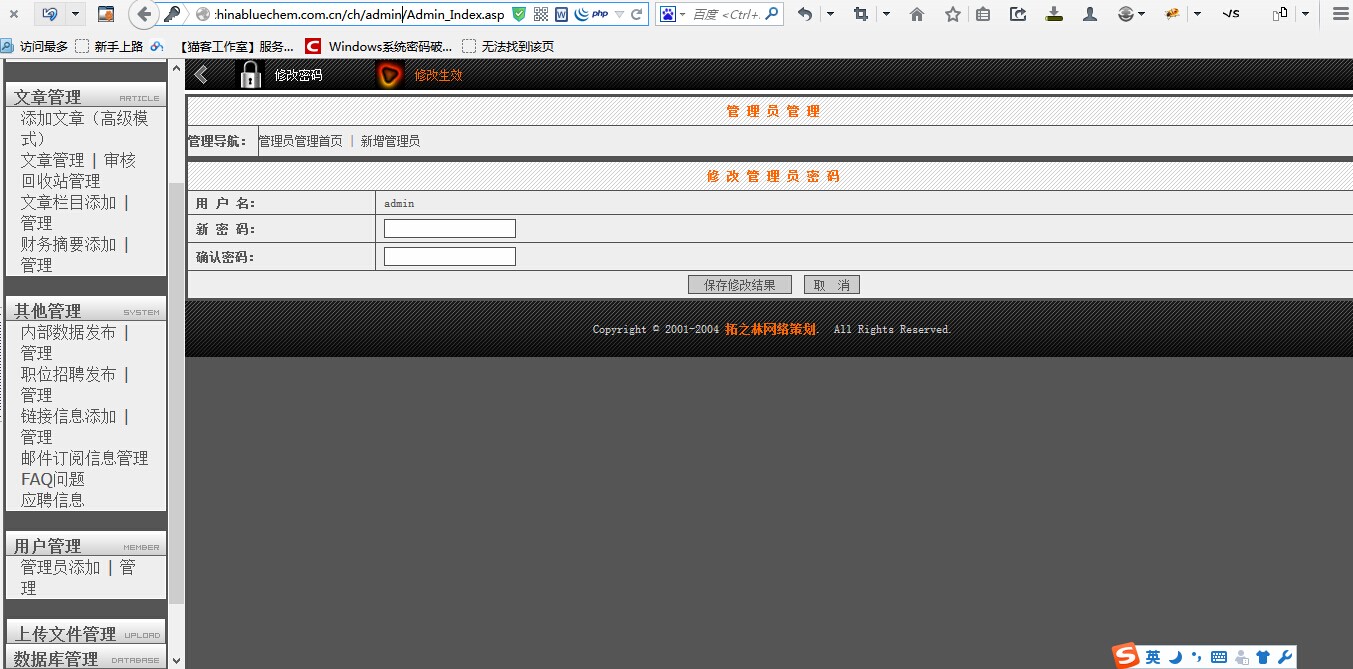 :hinabluechem.com.cn/ch/admin/Admin_Index.asp
php
百度 <Ctrl+.
访问最多 新手上路 【猫客工作室】服务... Windows系统密码破... 无法找到该页
文章管理 ARTICLE
添加文章（高级模
式）
文章管理 | 审核
回收站管理
文章栏目添加 |
管理
财务摘要添加 |
管理
其他管理 SYSTEM
内部数据发布 |
管理
职位招聘发布 |
管理
链接信息添加 |
管理
邮件订阅信息管理
FAQ问题
应聘信息
用户管理 MEMBER
管理员添加 | 管
理
上传文件管理 UPLOAD
数据库管理 DATABASE
修改密码 修改生效
管 理 员 管 理
管理导航： 管理员管理首页 | 新增管理员
修 改 管 理 员 密 码
用 户 名： admin
新 密 码：
确认密码：
保存修改结果 取 消
Copyright © 2001-2004 拓之林网络策划. All Rights Reserved.
英